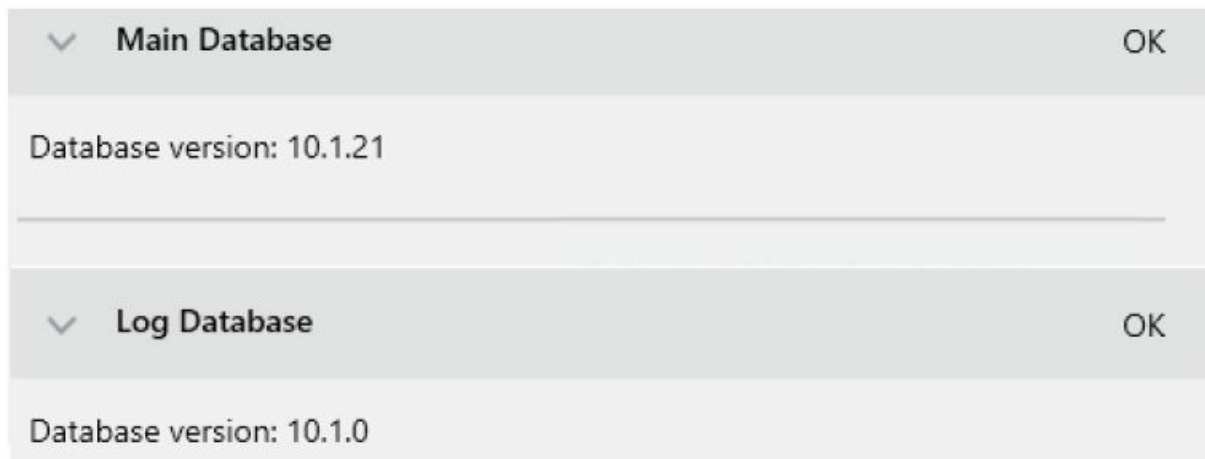 Main Database OK
Database version: 10.1.21
Log Database OK
Database version: 10.1.0